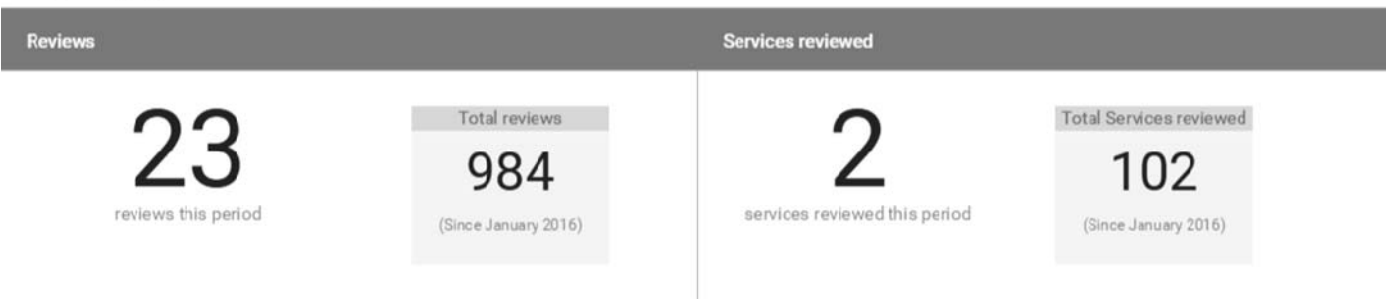 Reviews
23
reviews this period
Total reviews
984
(Since January 2016)
Services reviewed
2
services reviewed this period
Total Services reviewed
102
(Since January 2016)